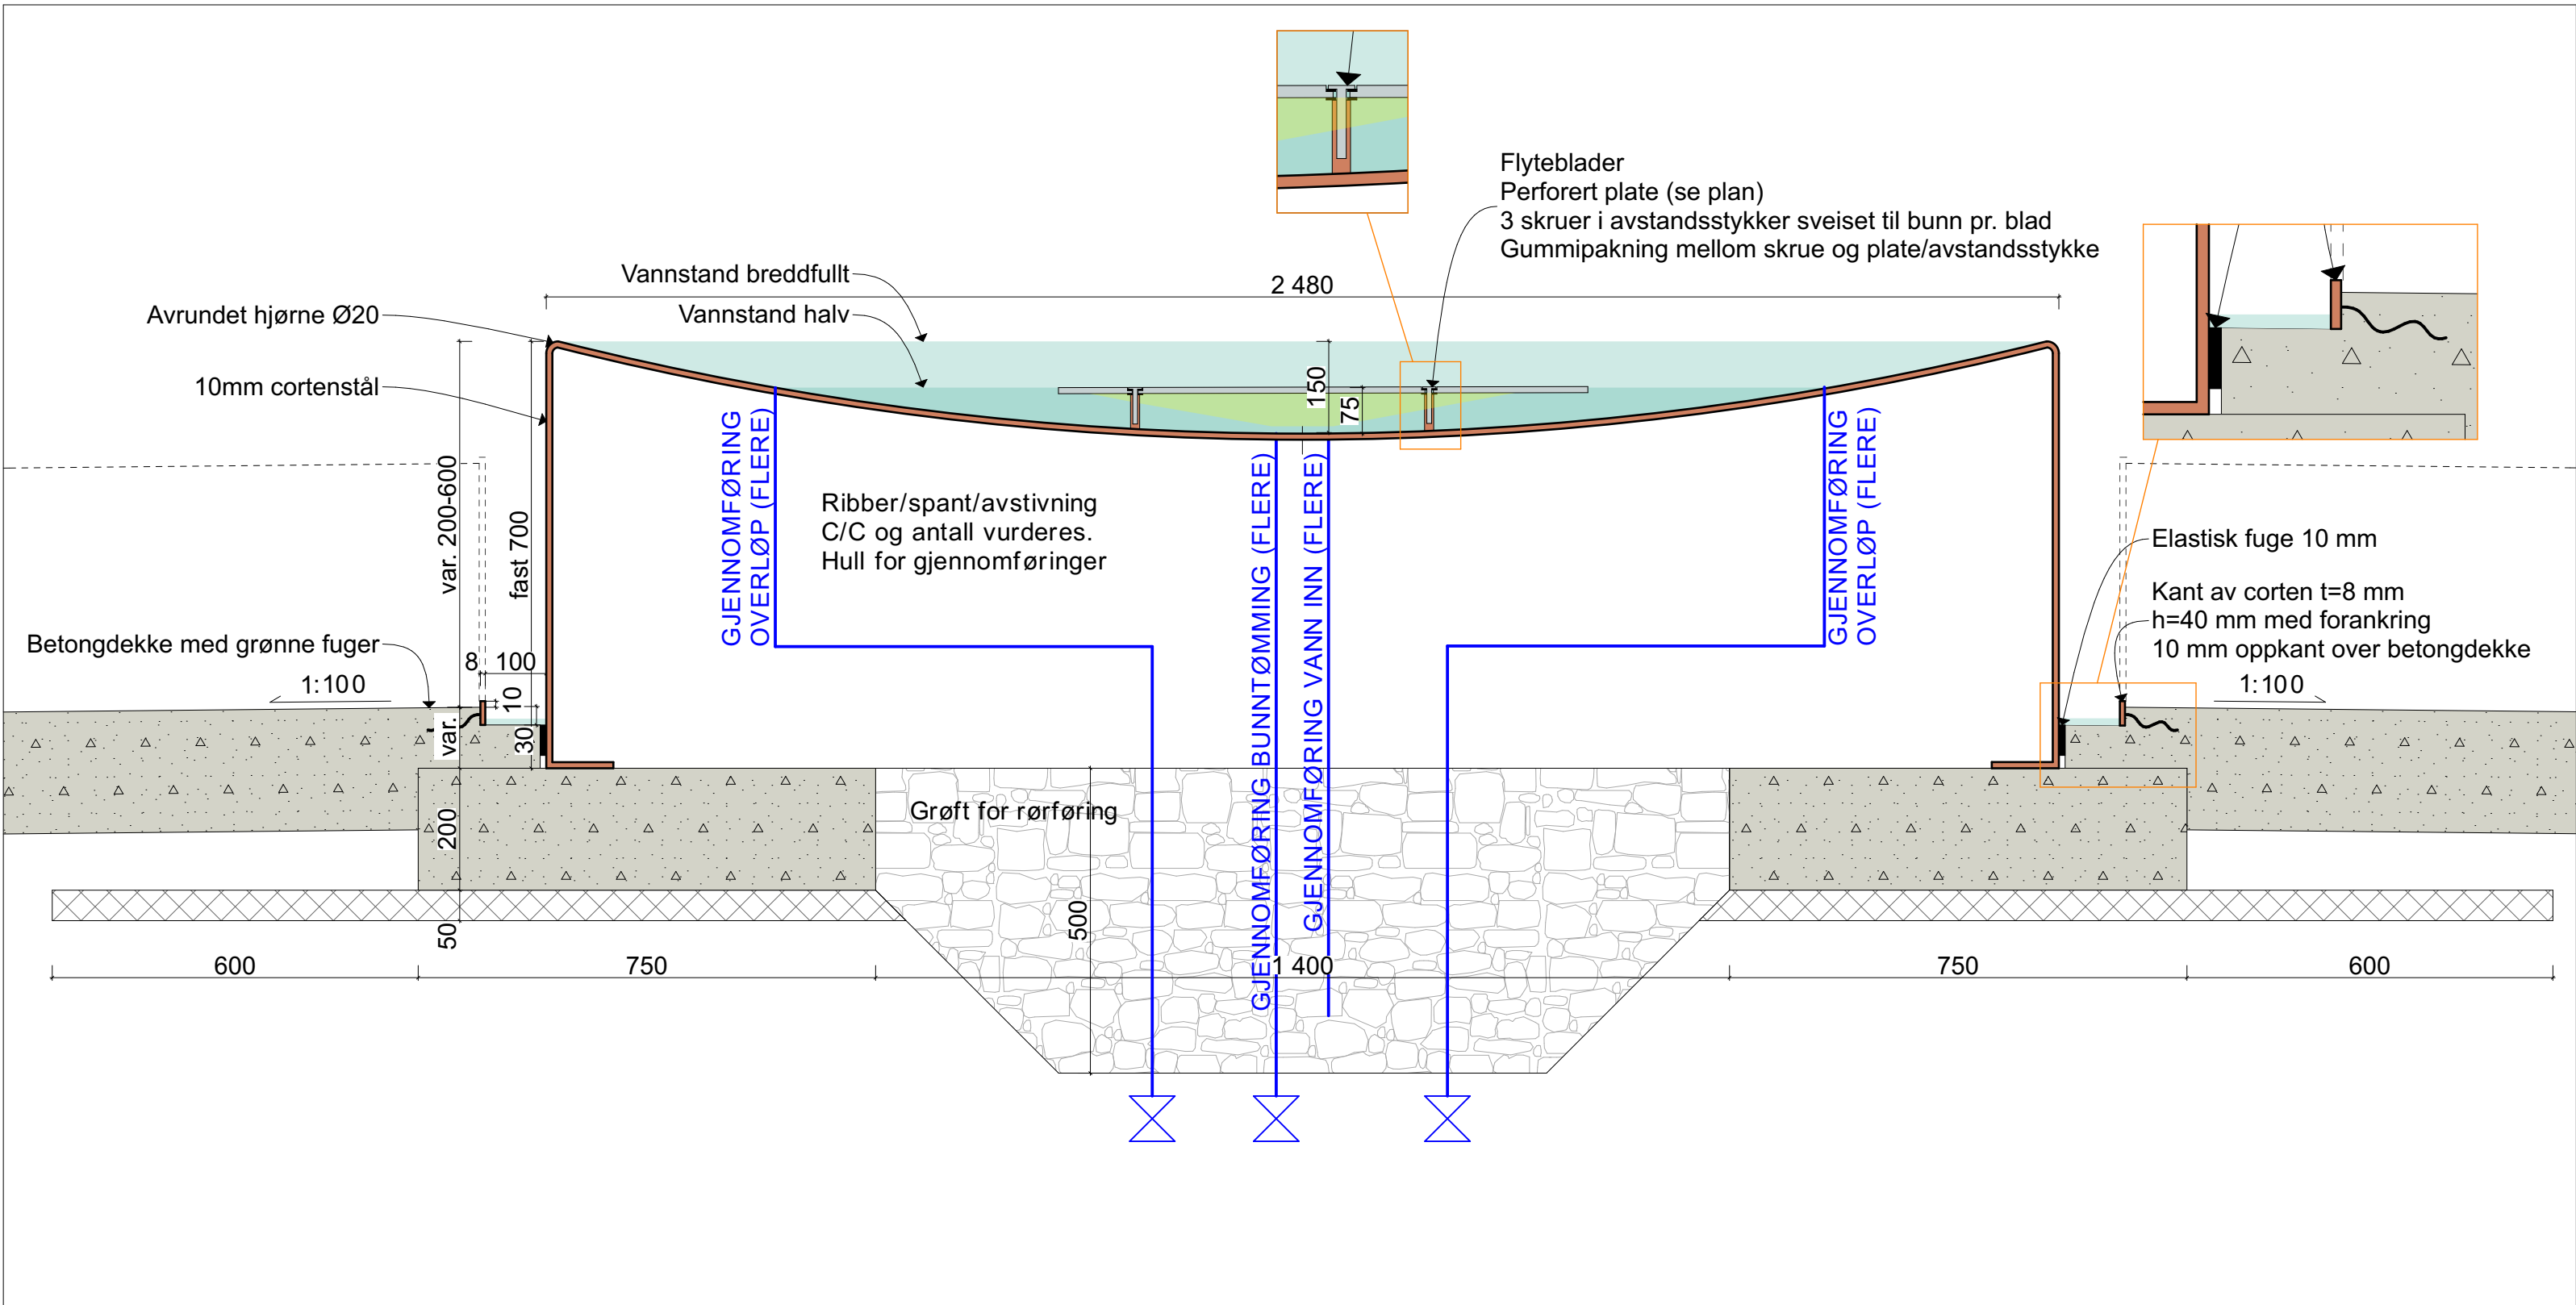 Flyteblader
Perforert plate (se plan)
3 skruer i avstandsstykker sveiset til bunn pr. blad
Gummipakning mellom skrue og plate/avstandsstykke
Vannstand breddfullt
Vannstand halv
2 480
Avrundet hjørne Ø20
10mm cortenstål
150
75
GJENNOMFØRING
OVERLØP (FLERE)
GJENNOMFØRING
OVERLØP (FLERE)
GJENNOMFØRING BUNNTØMMING (FLERE)
GJENNOMFØRING VANN INN (FLERE)
Ribber/spant/avstivning
C/C og antall vurderes.
Hull for gjennomføringer
var. 200-600
fast 700
Elastisk fuge 10 mm
Kant av corten t=8 mm
h=40 mm med forankring
10 mm oppkant over betongdekke
Betongdekke med grønne fuger
8
100
10
30
var.
1:100
1:100
Grøft for rørføring
200
50
500
600
750
1 400
750
600